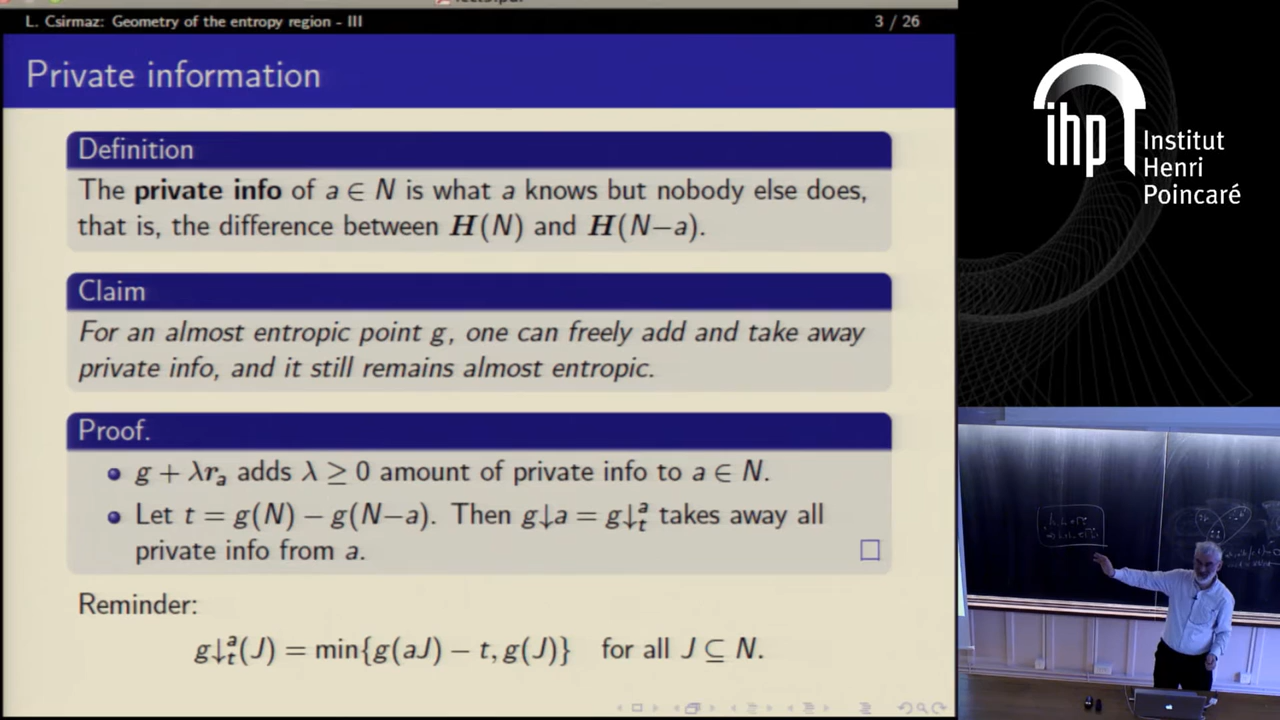 L. Csirmaz: Geometry of the entropy region - III
3 / 26
Private information
Definition
The private info of a ∈ N is what a knows but nobody else does,
that is, the difference between H(N) and H(N−a).
Claim
For an almost entropic point g, one can freely add and take away
private info, and it still remains almost entropic.
Proof.
g + λrₐ adds λ ≥ 0 amount of private info to a ∈ N.
Let t = g(N) − g(N−a). Then g↓a = g↓ᵃₜ takes away all
private info from a.
Reminder:
g↓ᵃₜ(J) = min{g(aJ) − t, g(J)} for all J ⊆ N.
ihp
Institut
Henri
Poincaré